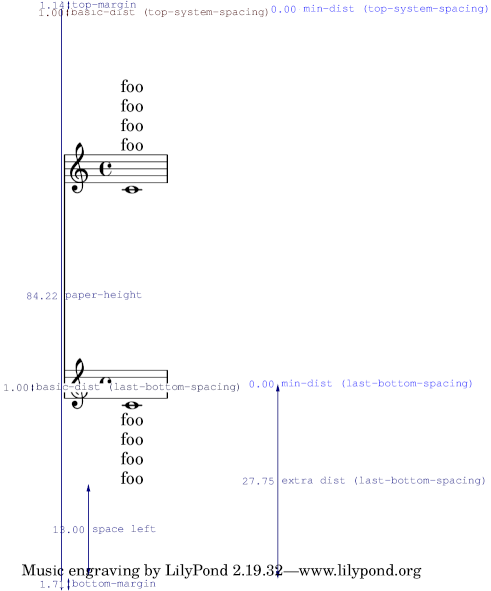 1.14 top-margin
1.00 basic-dist (top-system-spacing)
0.00 min-dist (top-system-spacing)
foo
foo
foo
foo
84.22 paper-height
1.00 basic-dist (last-bottom-spacing)
0.00 min-dist (last-bottom-spacing)
foo
foo
foo
foo
27.75 extra dist (last-bottom-spacing)
13.00 space left
Music engraving by LilyPond 2.19.32—www.lilypond.org
bottom-margin